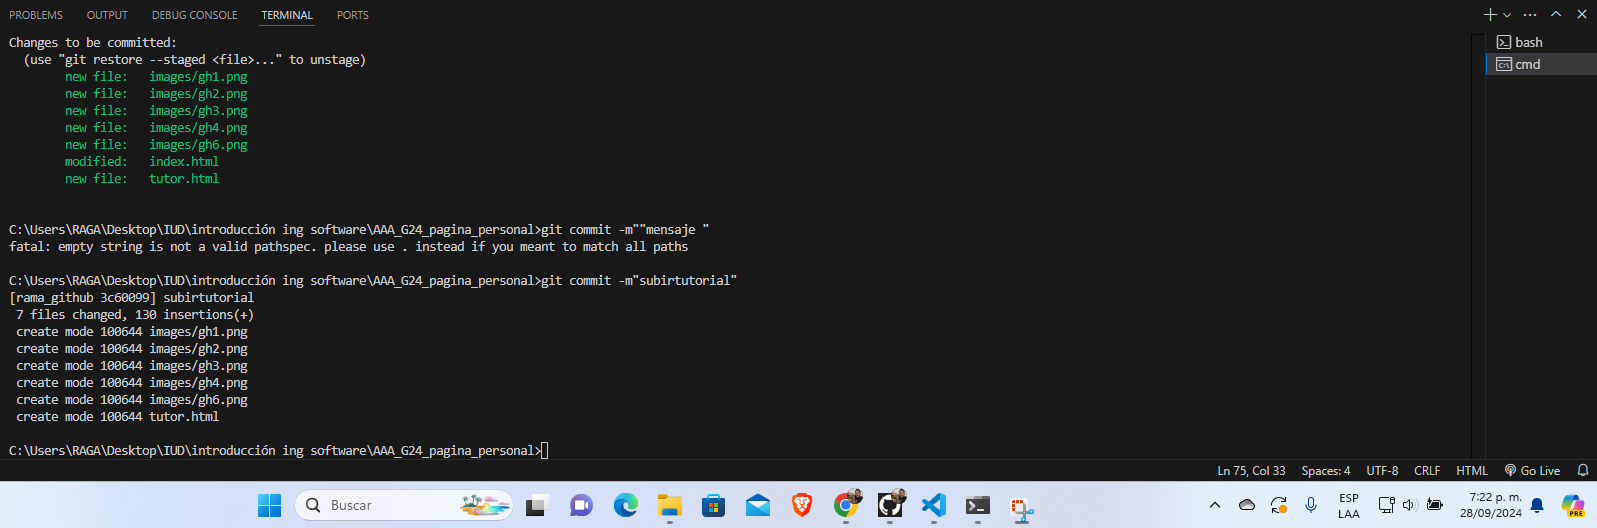 PROBLEMS OUTPUT DEBUG CONSOLE TERMINAL PORTS
Changes to be committed:
(use "git restore --staged <file>..." to unstage)
new file: images/gh1.png
new file: images/gh2.png
new file: images/gh3.png
new file: images/gh4.png
new file: images/gh6.png
modified: index.html
new file: tutor.html
C:\Users\RAGA\Desktop\IUD\introducción ing software\AAA_G24_pagina_personal>git commit -m""mensaje "
fatal: empty string is not a valid pathspec. please use . instead if you meant to match all paths
C:\Users\RAGA\Desktop\IUD\introducción ing software\AAA_G24_pagina_personal>git commit -m"subirtutorial"
[rama_github 3c60099] subirtutorial
7 files changed, 130 insertions(+)
create mode 100644 images/gh1.png
create mode 100644 images/gh2.png
create mode 100644 images/gh3.png
create mode 100644 images/gh4.png
create mode 100644 images/gh6.png
create mode 100644 tutor.html
C:\Users\RAGA\Desktop\IUD\introducción ing software\AAA_G24_pagina_personal>
bash
cmd
Ln 75, Col 33 Spaces: 4 UTF-8 CRLF HTML Go Live
Buscar
ESP
LAA
7:22 p. m.
28/09/2024
PRE